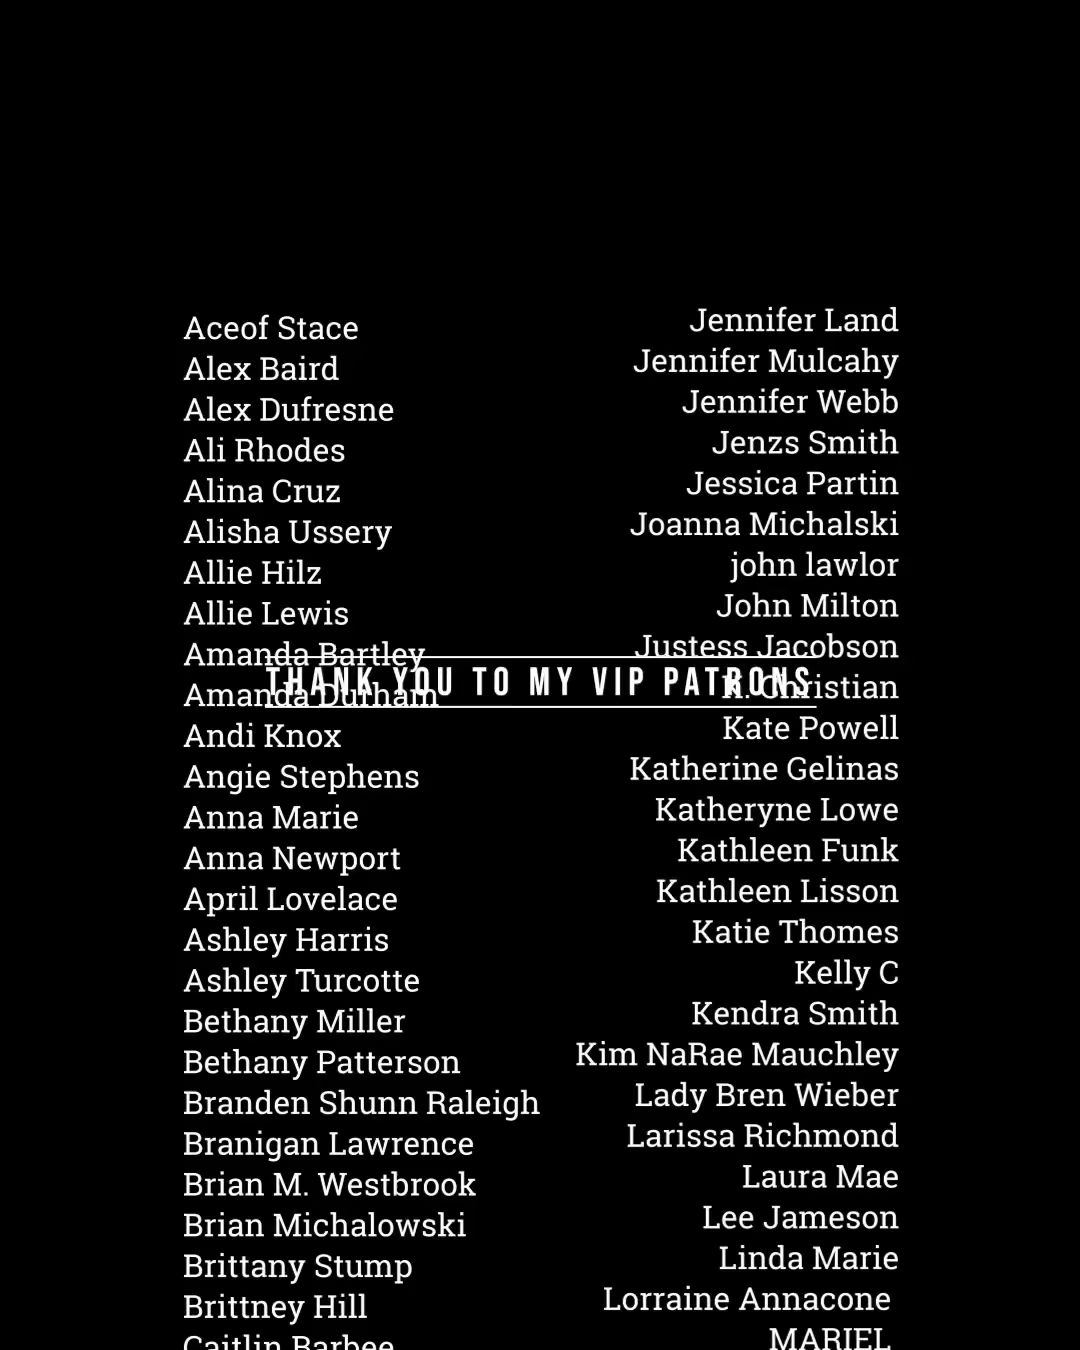 Aceof Stace
Alex Baird
Alex Dufresne
Ali Rhodes
Alina Cruz
Alisha Ussery
Allie Hilz
Allie Lewis
Amanda Bartley
Amanda Durham
Andi Knox
Angie Stephens
Anna Marie
Anna Newport
April Lovelace
Ashley Harris
Ashley Turcotte
Bethany Miller
Bethany Patterson
Branden Shunn Raleigh
Branigan Lawrence
Brian M. Westbrook
Brian Michalowski
Brittany Stump
Brittney Hill
Caitlin Barbee
THANK YOU TO MY VIP PATRONS
Jennifer Land
Jennifer Mulcahy
Jennifer Webb
Jenzs Smith
Jessica Partin
Joanna Michalski
john lawlor
John Milton
Justess Jacobson
K. Christian
Kate Powell
Katherine Gelinas
Katheryne Lowe
Kathleen Funk
Kathleen Lisson
Katie Thomes
Kelly C
Kendra Smith
Kim NaRae Mauchley
Lady Bren Wieber
Larissa Richmond
Laura Mae
Lee Jameson
Linda Marie
Lorraine Annacone
MARIEL